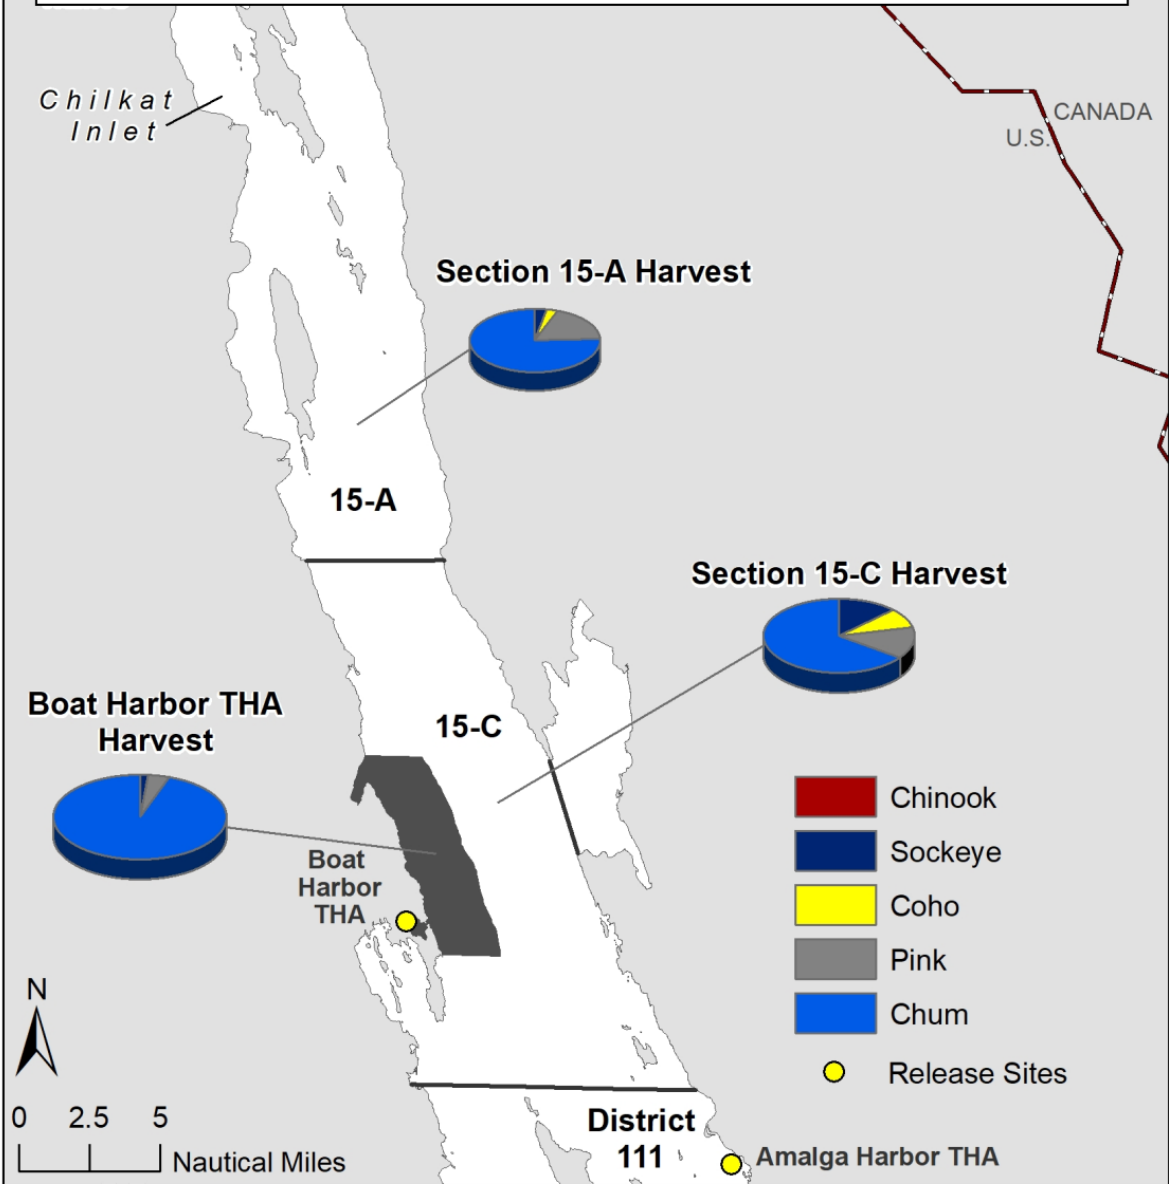 Chilkat
Inlet
CANADA
U.S.
Section 15-A Harvest
15-A
Section 15-C Harvest
Boat Harbor THA
Harvest
15-C
Boat
Harbor
THA
Chinook
Sockeye
Coho
Pink
Chum
Release Sites
N
0 2.5 5
Nautical Miles
District
111
Amalga Harbor THA